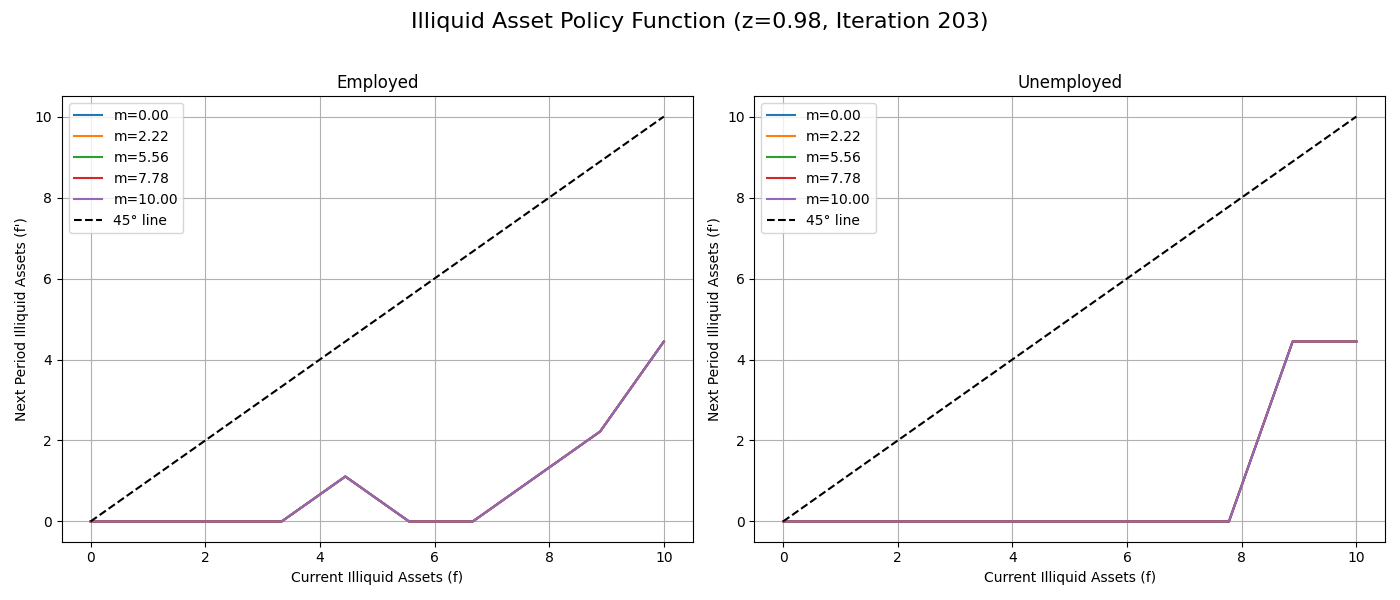 Illiquid Asset Policy Function (z=0.98, Iteration 203)
Employed
m=0.00
m=2.22
m=5.56
m=7.78
m=10.00
45° line
Next Period Illiquid Assets (f')
10
8
6
4
2
0
0 2 4 6 8 10
Current Illiquid Assets (f)
Unemployed
m=0.00
m=2.22
m=5.56
m=7.78
m=10.00
45° line
Next Period Illiquid Assets (f')
10
8
6
4
2
0
0 2 4 6 8 10
Current Illiquid Assets (f)